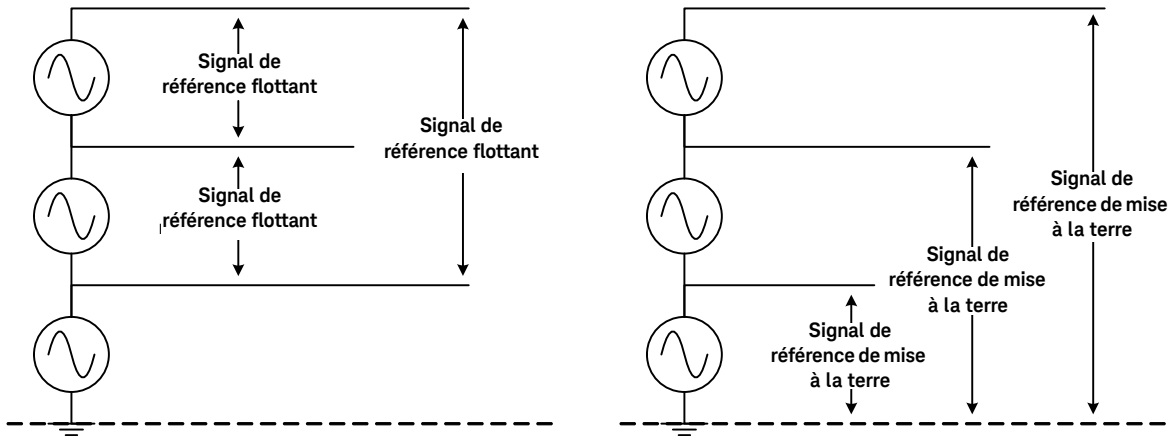 Signal de
référence flottant
Signal de
référence flottant
Signal de
référence flottant
Signal de
référence de mise
à la terre
Signal de
référence de mise
à la terre
Signal de
référence de mise
à la terre